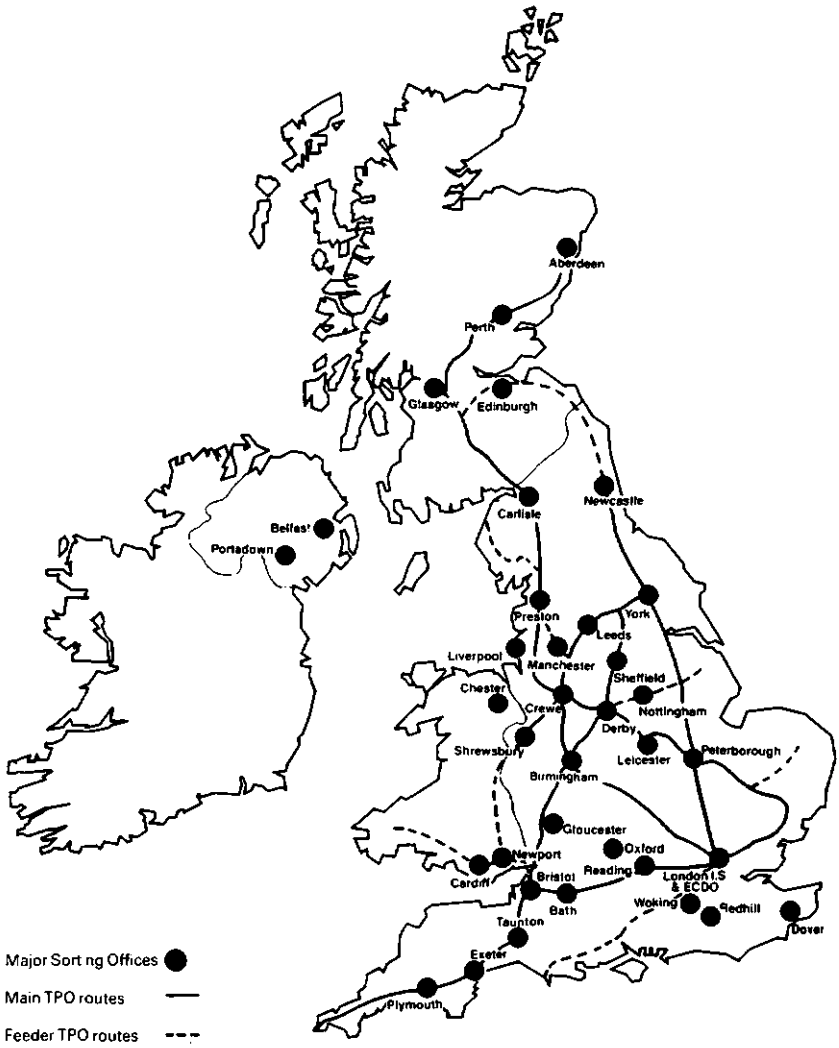 Aberdeen
Perth
Glasgow
Edinburgh
Carlisle
Newcastle
Belfast
Portadown
Preston
York
Leeds
Liverpool
Manchester
Sheffield
Chester
Crewe
Nottingham
Derby
Shrewsbury
Leicester
Peterborough
Birmingham
Gloucester
Oxford
Newport
Cardiff
Bristol
Reading
London I.S
& ECDO
Bath
Woking
Redhill
Dover
Taunton
Exeter
Plymouth
Major Sort ng Offices
Main TPO routes
Feeder TPO routes